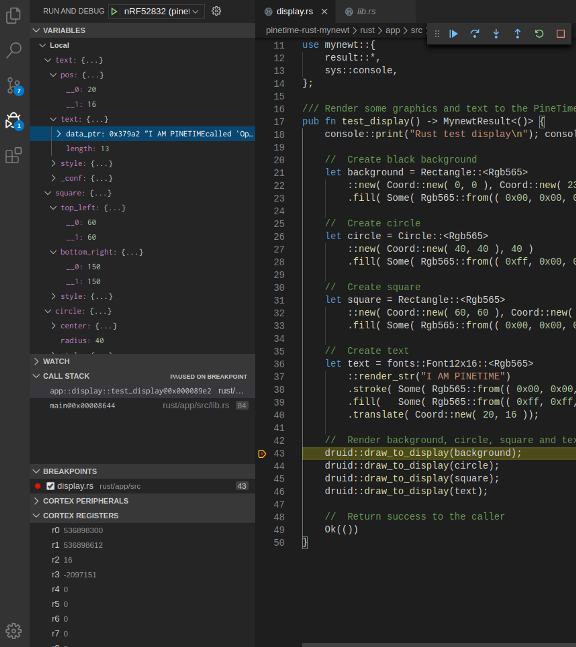 RUN AND DEBUG
nRF52832 (pinet
VARIABLES
Local
text: {...}
pos: {...}
__0: 20
__1: 16
text: {...}
data_ptr: 0x379a2 "I AM PINETIMEcalled `Op…
length: 13
style: {...}
_conf: {...}
square: {...}
top_left: {...}
__0: 60
__1: 60
bottom_right: {...}
__0: 150
__1: 150
style: {...}
circle: {...}
center: {...}
radius: 40
WATCH
CALL STACK
PAUSED ON BREAKPOINT
app::display::test_display@0x000089e2 rust/…
main@0x00008644 rust/app/src/lib.rs 84
BREAKPOINTS
display.rs rust/app/src 43
CORTEX PERIPHERALS
CORTEX REGISTERS
r0 536898300
r1 536898612
r2 16
r3 -2097151
r4 0
r5 0
r6 0
r7 0
7
1
display.rs
lib.rs
pinetime-rust-mynewt > rust > app > src
11 use mynewt::{
12 result::*,
13 sys::console,
14 };
15
16 /// Render some graphics and text to the PineTime
17 pub fn test_display() -> MynewtResult<()> {
18 console::print("Rust test display\n"); consol
19
20 //  Create black background
21 let background = Rectangle::<Rgb565>
22 ::new( Coord::new( 0, 0 ), Coord::new( 23
23 .fill( Some( Rgb565::from(( 0x00, 0x00, 0
24
25 //  Create circle
26 let circle = Circle::<Rgb565>
27 ::new( Coord::new( 40, 40 ), 40 )
28 .fill( Some( Rgb565::from(( 0xff, 0x00, 0
29
30 //  Create square
31 let square = Rectangle::<Rgb565>
32 ::new( Coord::new( 60, 60 ), Coord::new(
33 .fill( Some( Rgb565::from(( 0x00, 0x00, 0
34
35 //  Create text
36 let text = fonts::Font12x16::<Rgb565>
37 ::render_str("I AM PINETIME")
38 .stroke( Some( Rgb565::from(( 0x00, 0x00,
39 .fill(   Some( Rgb565::from(( 0xff, 0xff,
40 .translate( Coord::new( 20, 16 ));
41
42 //  Render background, circle, square and tex
43 druid::draw_to_display(background);
44 druid::draw_to_display(circle);
45 druid::draw_to_display(square);
46 druid::draw_to_display(text);
47
48 //  Return success to the caller
49 Ok(())
50 }